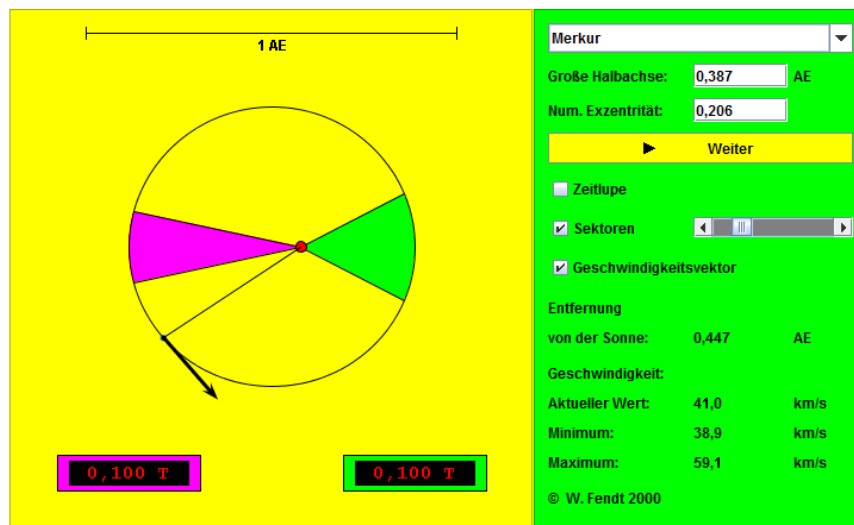 1 AE
0,100 T
0,100 T
Merkur
Große Halbachse: 0,387 AE
Num. Exzentrität: 0,206
Weiter
Zeitlupe
Sektoren
Geschwindigkeitsvektor
Entfernung
von der Sonne: 0,447 AE
Geschwindigkeit:
Aktueller Wert: 41,0 km/s
Minimum: 38,9 km/s
Maximum: 59,1 km/s
© W. Fendt 2000